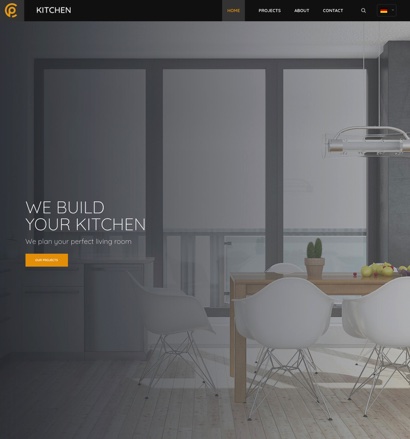 KITCHEN
HOME PROJECTS ABOUT CONTACT
WE BUILD
YOUR KITCHEN
We plan your perfect living room
OUR PROJECTS